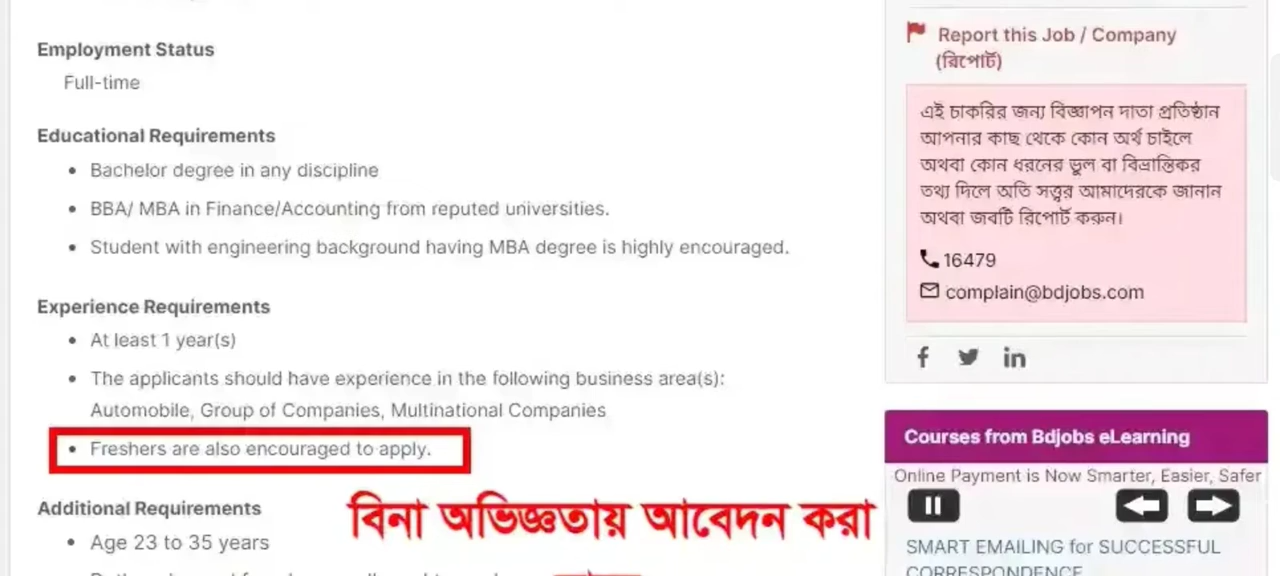 Employment Status
Full-time
Educational Requirements
Bachelor degree in any discipline
BBA/ MBA in Finance/Accounting from reputed universities.
Student with engineering background having MBA degree is highly encouraged.
Experience Requirements
At least 1 year(s)
The applicants should have experience in the following business area(s):
Automobile, Group of Companies, Multinational Companies
Freshers are also encouraged to apply.
Additional Requirements
Age 23 to 35 years
বিনা অভিজ্ঞতায় আবেদন করা
Report this Job / Company
(রিপোর্ট)
এই চাকরির জন্য বিজ্ঞাপন দাতা প্রতিষ্ঠান
আপনার কাছ থেকে কোন অর্থ চাইলে
অথবা কোন ধরনের ভুল বা বিভ্রান্তিকর
তথ্য দিলে অতি সত্ত্বর আমাদেরকে জানান
অথবা জবটি রিপোর্ট করুন।
16479
complain@bdjobs.com
Courses from Bdjobs eLearning
Online Payment is Now Smarter, Easier, Safer
SMART EMAILING for SUCCESSFUL
CORRESPONDENCE